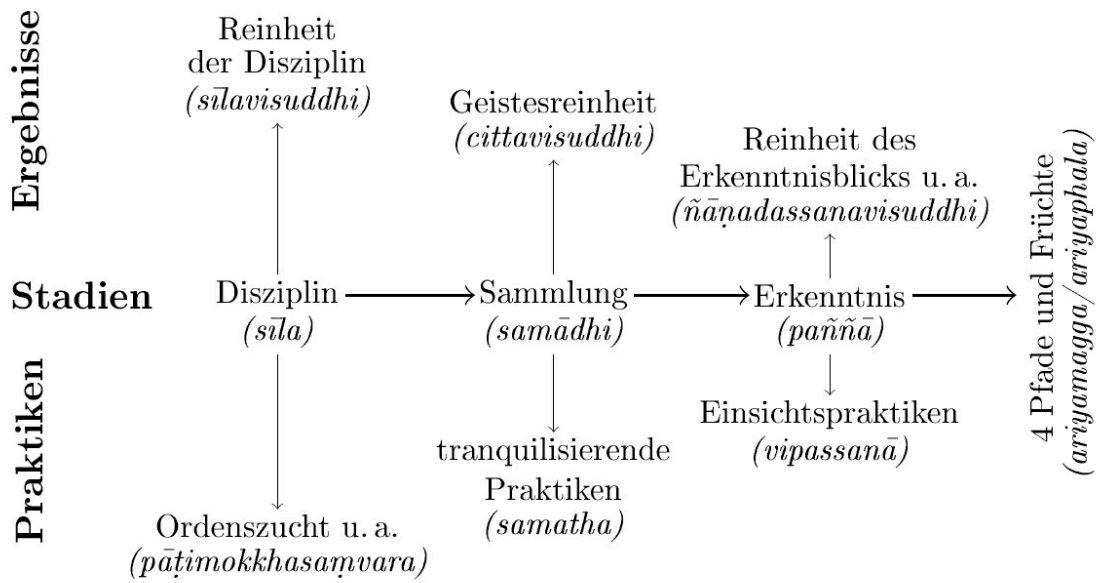 Ergebnisse
Reinheit
der Disziplin
(sīlavisuddhi)
Geistesreinheit
(cittavisuddhi)
Reinheit des
Erkenntnisblicks u. a.
(ñāṇadassanavisuddhi)
Stadien
Disziplin
(sīla)
Sammlung
(samādhi)
Erkenntnis
(paññā)
4 Pfade und Früchte
(ariyamagga/ariyaphala)
Praktiken
Ordenszucht u. a.
(pāṭimokkhasaṃvara)
tranquilisierende
Praktiken
(samatha)
Einsichtspraktiken
(vipassanā)